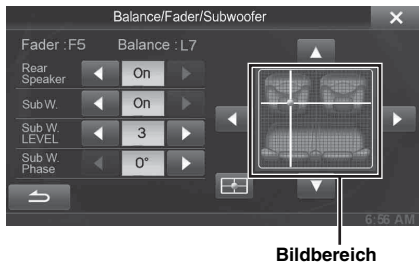 Balance/Fader/Subwoofer
Fader :F5 Balance :L7
Rear
Speaker
On
Sub W.
On
Sub W.
LEVEL
3
Sub W.
Phase
0°
6:56 AM
Bildbereich